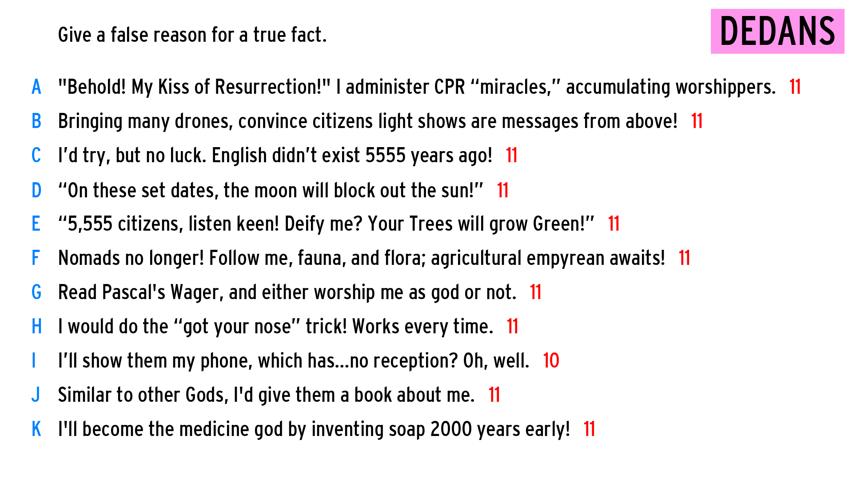 Give a false reason for a true fact.
DEDANS
A "Behold! My Kiss of Resurrection!" I administer CPR “miracles,” accumulating worshippers. 11
B Bringing many drones, convince citizens light shows are messages from above! 11
C I’d try, but no luck. English didn’t exist 5555 years ago! 11
D “On these set dates, the moon will block out the sun!” 11
E “5,555 citizens, listen keen! Deify me? Your Trees will grow Green!” 11
F Nomads no longer! Follow me, fauna, and flora; agricultural empyrean awaits! 11
G Read Pascal's Wager, and either worship me as god or not. 11
H I would do the “got your nose” trick! Works every time. 11
I I’ll show them my phone, which has...no reception? Oh, well. 10
J Similar to other Gods, I'd give them a book about me. 11
K I'll become the medicine god by inventing soap 2000 years early! 11